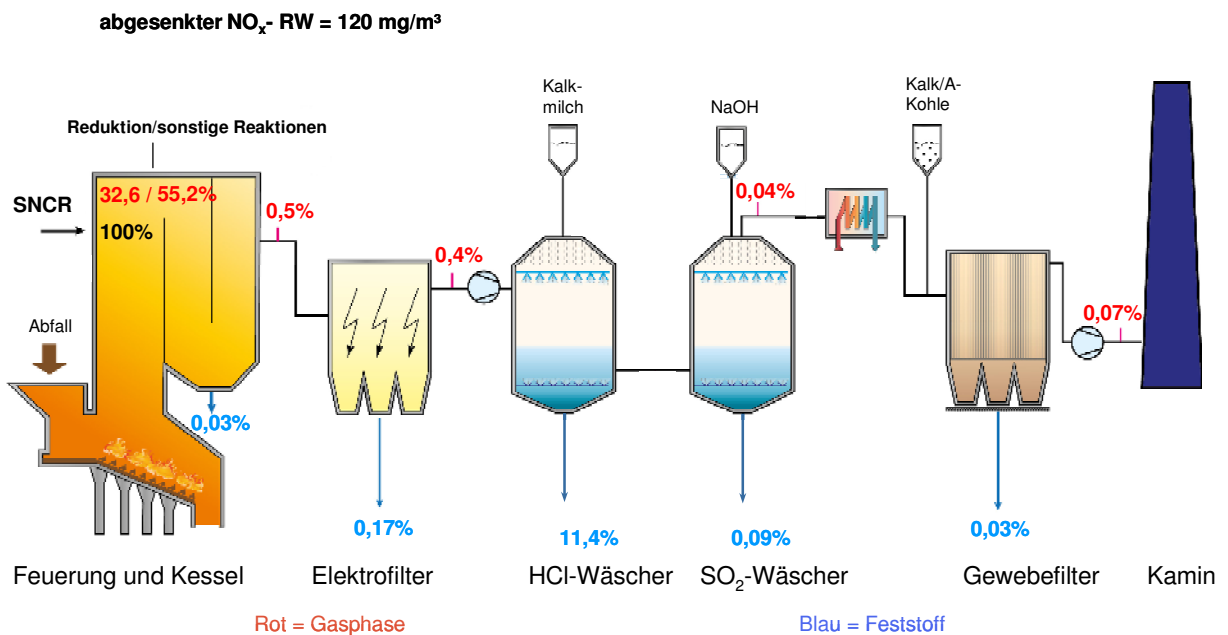 abgesenkter NOx- RW = 120 mg/m³
Kalk-
milch
NaOH
Kalk/A-
Kohle
Reduktion/sonstige Reaktionen
32,6 / 55,2%
SNCR
100%
0,5%
0,4%
0,04%
0,07%
Abfall
0,03%
0,17%
11,4%
0,09%
0,03%
Feuerung und Kessel
Elektrofilter
HCl-Wäscher
SO2-Wäscher
Gewebefilter
Kamin
Rot = Gasphase
Blau = Feststoff